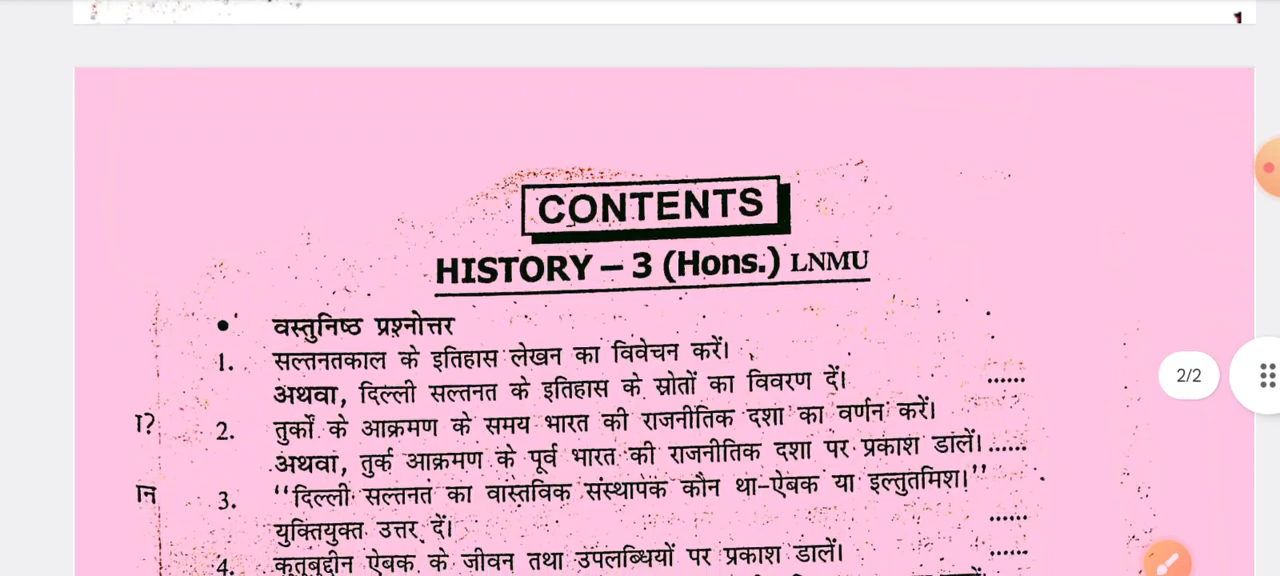 1
CONTENTS
HISTORY – 3 (Hons.) LNMU
• वस्तुनिष्ठ प्रश्नोत्तर
1. सल्तनतकाल के इतिहास लेखन का विवेचन करें।
अथवा, दिल्ली सल्तनत के इतिहास के स्रोतों का विवरण दें। ......
2. तुर्कों के आक्रमण के समय भारत की राजनीतिक दशा का वर्णन करें।
अथवा, तुर्क आक्रमण के पूर्व भारत की राजनीतिक दशा पर प्रकाश डालें। ......
3. ‘‘दिल्ली सल्तनत का वास्तविक संस्थापक कौन था-ऐबक या इल्तुतमिश।’’
युक्तियुक्त उत्तर दें। ......
4. कुतुबुद्दीन ऐबक के जीवन तथा उपलब्धियों पर प्रकाश डालें। ......
2/2